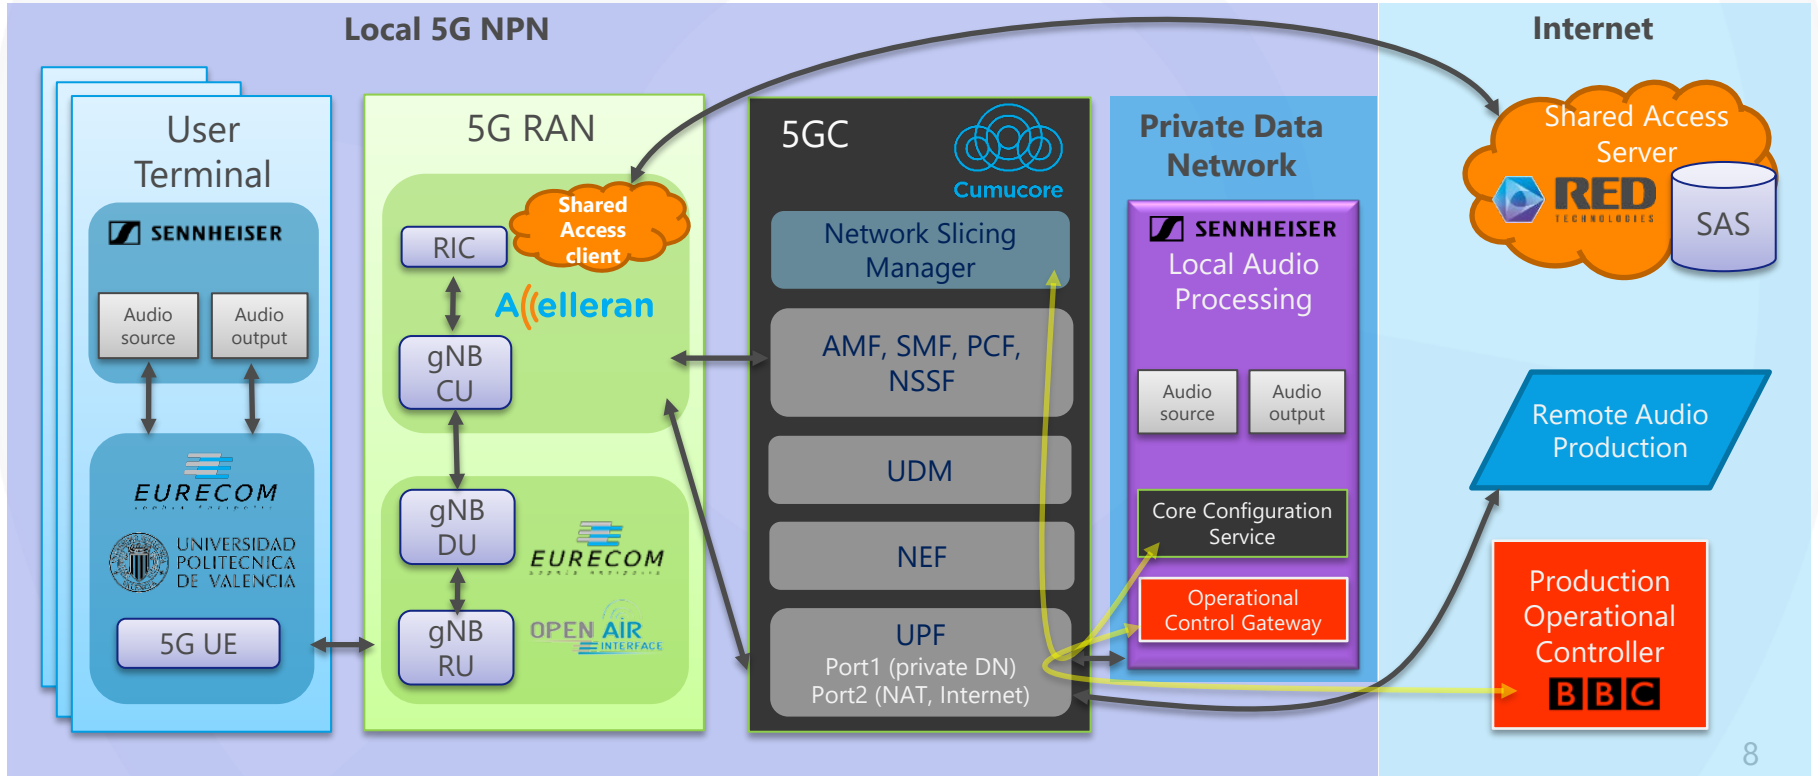 Local 5G NPN
Internet
User
Terminal
SENNHEISER
Audio
source
Audio
output
EURECOM
UNIVERSIDAD
POLITECNICA
DE VALENCIA
5G UE
5G RAN
Shared
Access
client
RIC
A((elleran
gNB
CU
gNB
DU
EURECOM
gNB
RU
OPEN AIR
INTERFACE
5GC
Cumucore
Network Slicing
Manager
AMF, SMF, PCF,
NSSF
UDM
NEF
UPF
Port1 (private DN)
Port2 (NAT, Internet)
Private Data
Network
SENNHEISER
Local Audio
Processing
Audio
source
Audio
output
Core Configuration
Service
Operational
Control Gateway
Shared Access
Server
RED
TECHNOLOGIES
SAS
Remote Audio
Production
Production
Operational
Controller
BBC
8